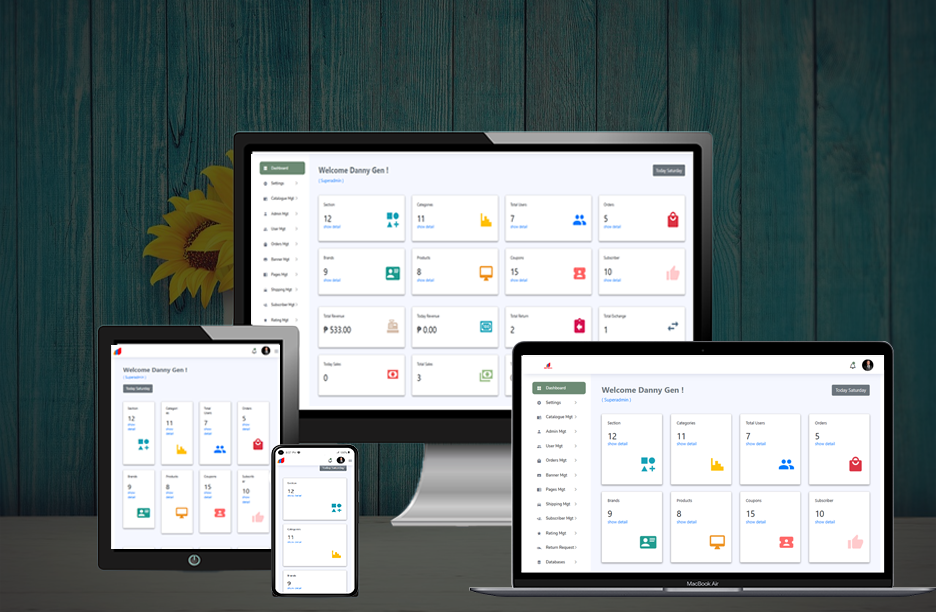 Dashboard
Settings
Catalogue Mgt
Admin Mgt
User Mgt
Orders Mgt
Banner Mgt
Pages Mgt
Shipping Mgt
Subscriber Mgt
Rating Mgt
Welcome Danny Gen !
( Superadmin )
Today Saturday
Section
12
show detail
Categories
11
show detail
Total Users
7
show detail
Orders
5
show detail
Brands
9
show detail
Products
8
show detail
Coupons
15
show detail
Subscriber
10
show detail
Total Revenue
₱ 533.00
Today Revenue
₱ 0.00
Total Return
2
Total Exchange
1
Today Sales
0
Total Sales
3
Welcome Danny Gen !
( Superadmin )
Today Saturday
Section
12
show
detail
Categori
es
11
show
detail
Total
Users
7
show
detail
Orders
5
show
detail
Brands
9
show
detail
Products
8
show
detail
Coupons
15
show
detail
Subscrib
er
10
show
detail
Today Saturday
Section
12
show detail
Categories
11
show detail
Brands
9
Dashboard
Settings
Catalogue Mgt
Admin Mgt
User Mgt
Orders Mgt
Banner Mgt
Pages Mgt
Shipping Mgt
Subscriber Mgt
Rating Mgt
Return Request
Databases
Welcome Danny Gen !
( Superadmin )
Today Saturday
Section
12
show detail
Categories
11
show detail
Total Users
7
show detail
Orders
5
show detail
Brands
9
show detail
Products
8
show detail
Coupons
15
show detail
Subscriber
10
show detail
MacBook Air